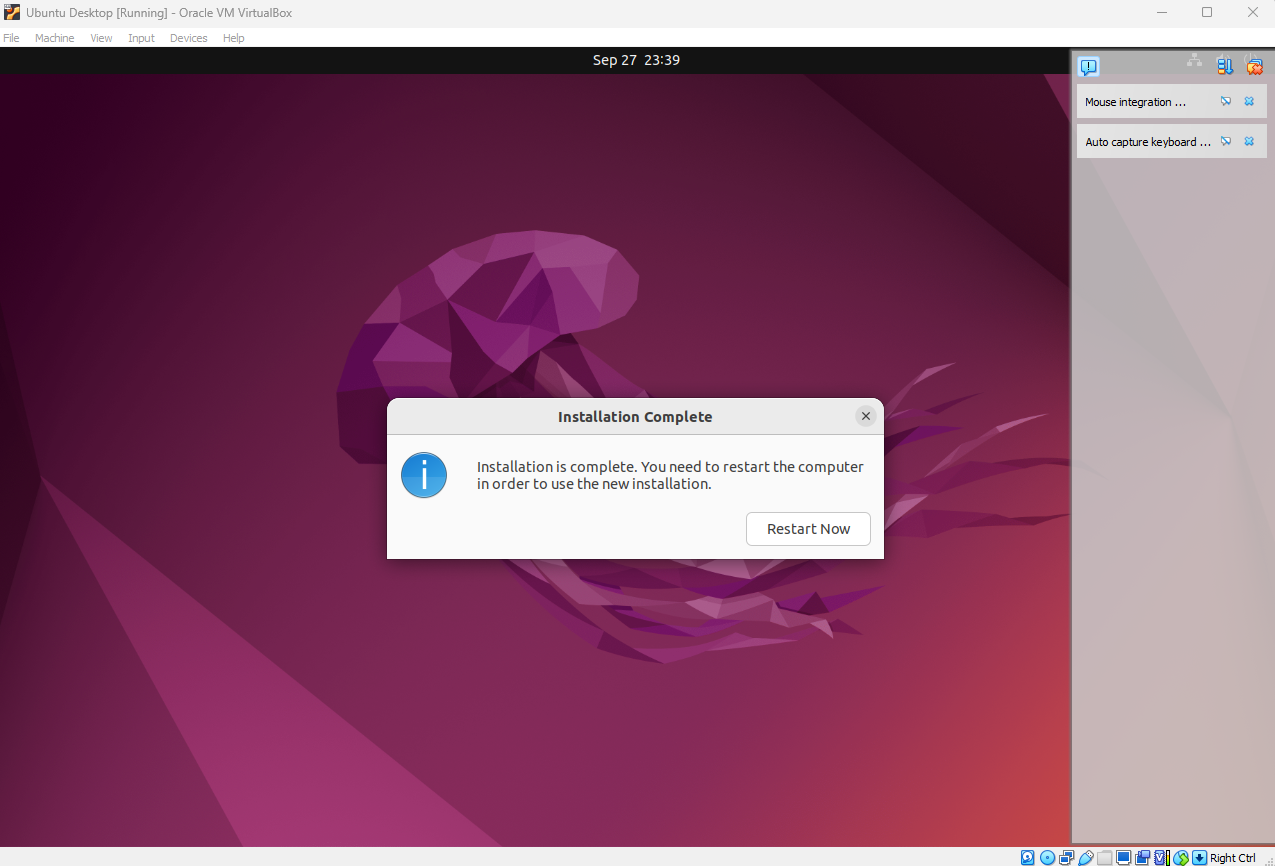 Ubuntu Desktop [Running] - Oracle VM VirtualBox
File Machine View Input Devices Help
Sep 27 23:39
Mouse integration ...
Auto capture keyboard ...
Installation Complete
Installation is complete. You need to restart the computer
in order to use the new installation.
Restart Now
Right Ctrl